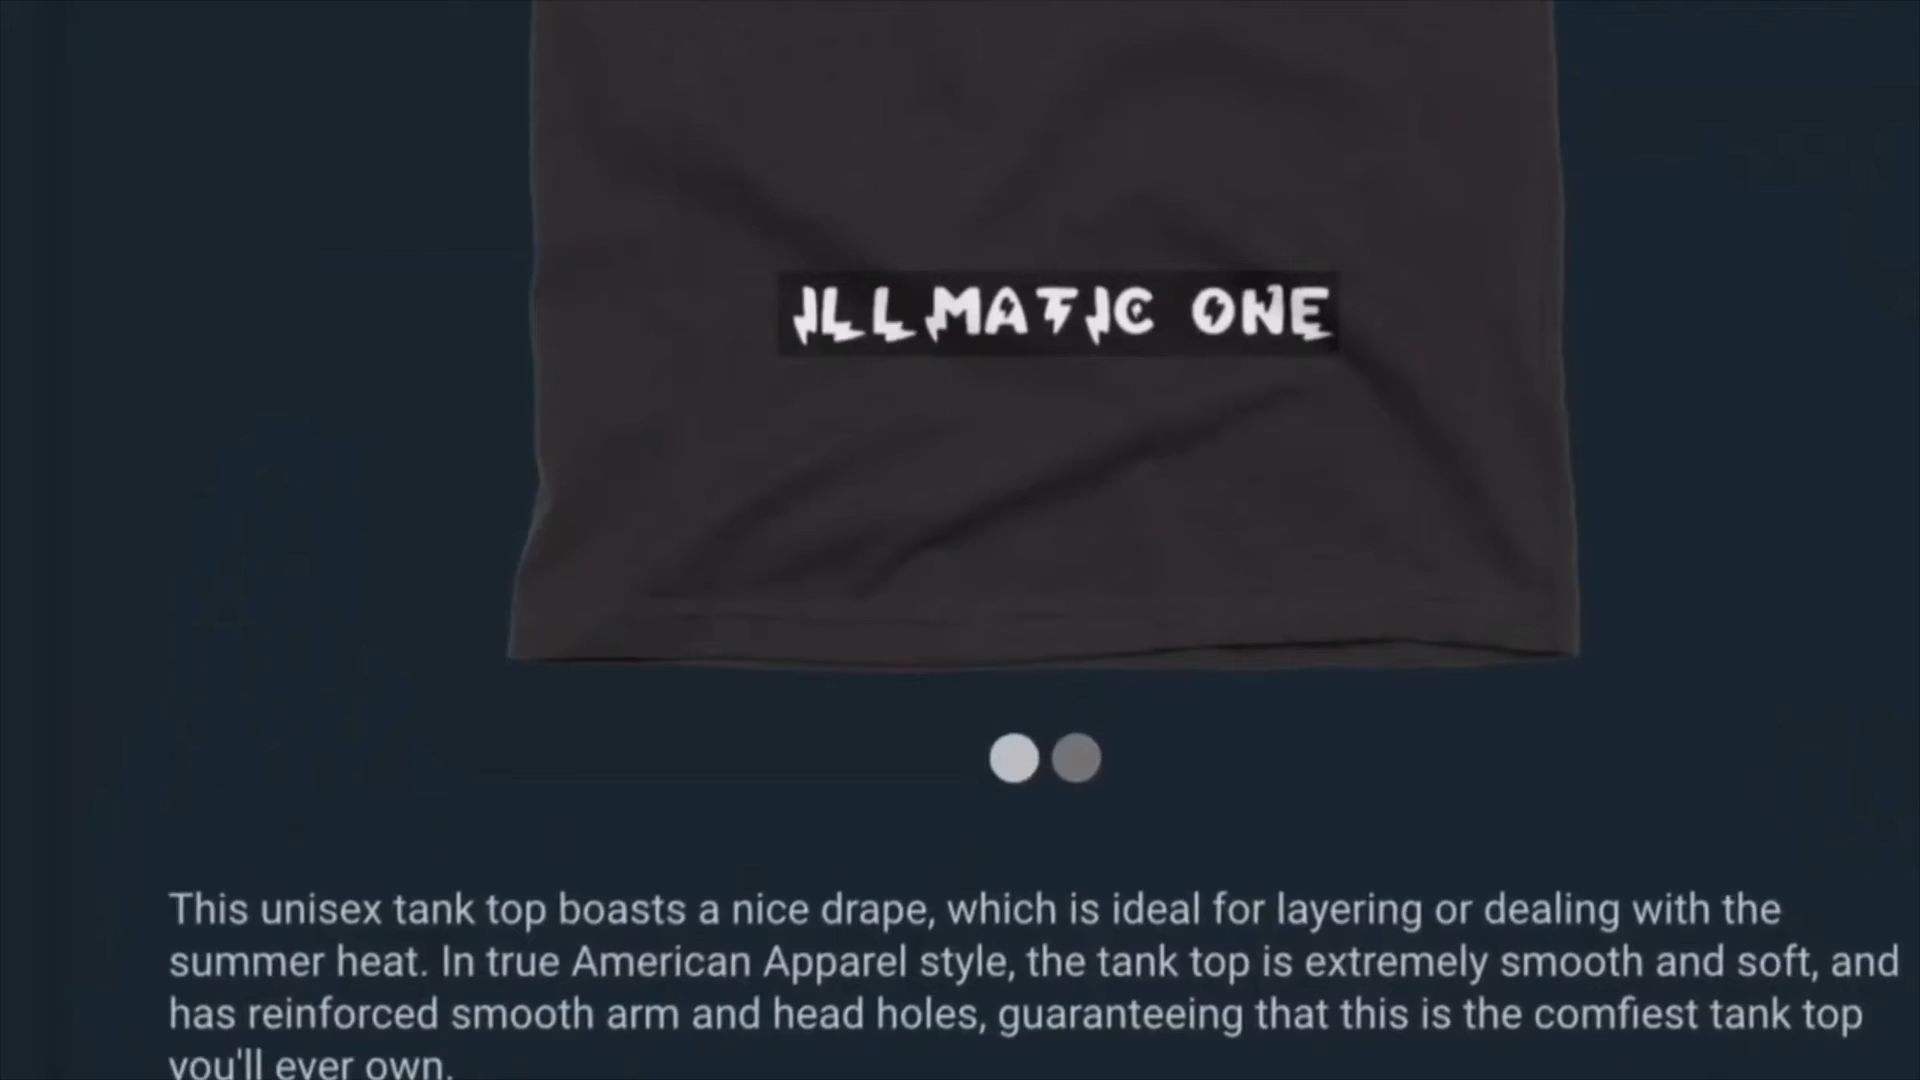 ILLMATIC ONE
This unisex tank top boasts a nice drape, which is ideal for layering or dealing with the
summer heat. In true American Apparel style, the tank top is extremely smooth and soft, and
has reinforced smooth arm and head holes, guaranteeing that this is the comfiest tank top
you'll ever own.